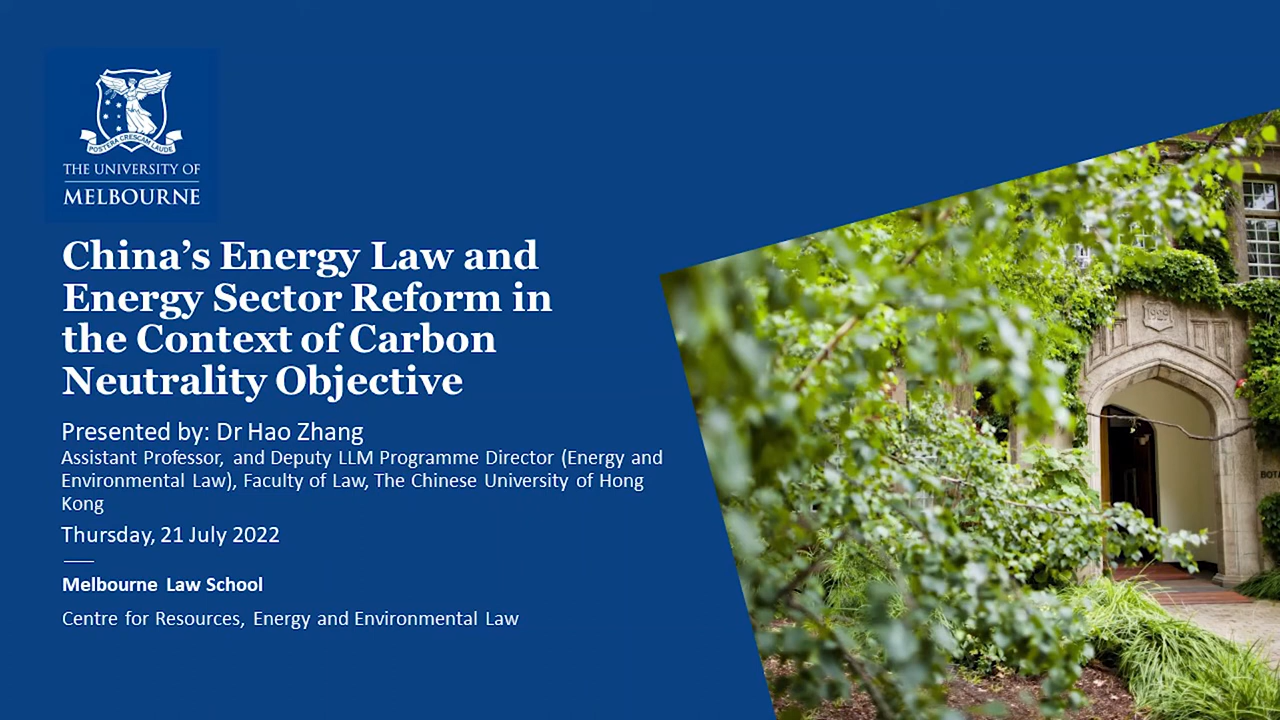 POSTERA CRESCAM LAUDE
THE UNIVERSITY OF
MELBOURNE
China’s Energy Law and
Energy Sector Reform in
the Context of Carbon
Neutrality Objective
Presented by: Dr Hao Zhang
Assistant Professor, and Deputy LLM Programme Director (Energy and
Environmental Law), Faculty of Law, The Chinese University of Hong
Kong
Thursday, 21 July 2022
Melbourne Law School
Centre for Resources, Energy and Environmental Law